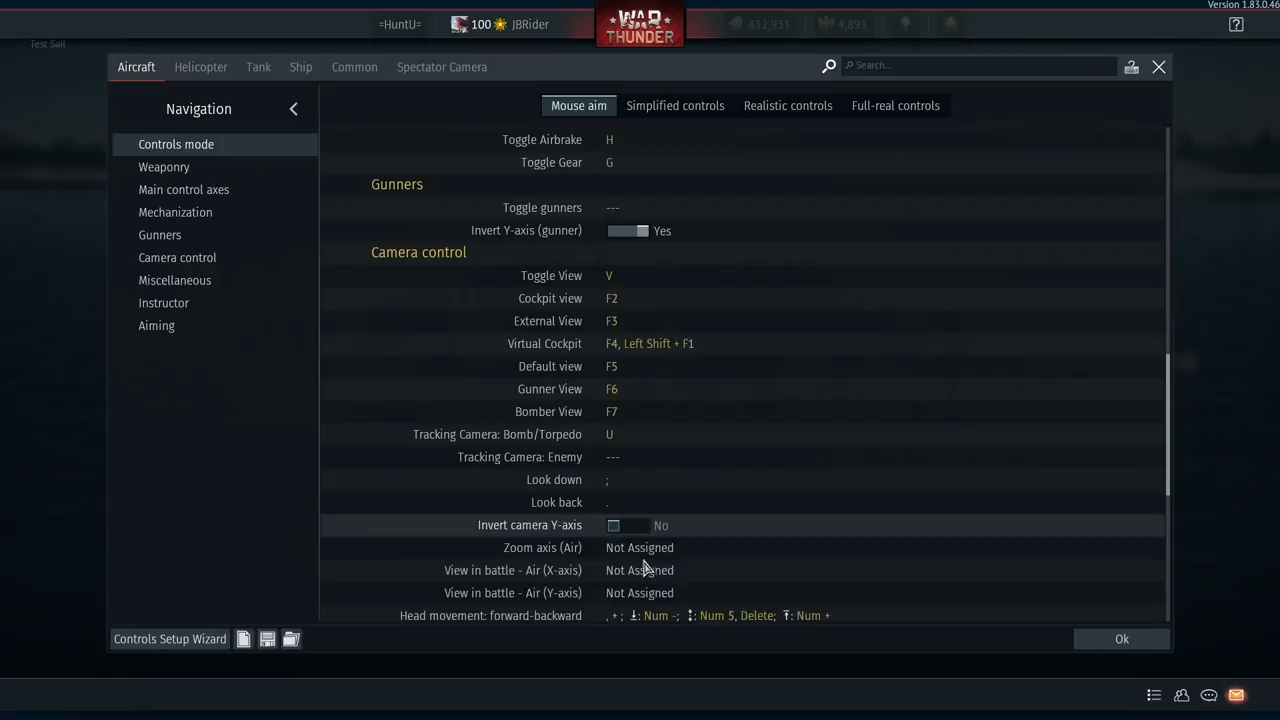 Version 1.83.0.46
=HuntU=
100 JBRider
WAR THUNDER
432,931
4,891
Test Sail
Aircraft Helicopter Tank Ship Common Spectator Camera
Search...
Navigation
Mouse aim Simplified controls Realistic controls Full-real controls
Controls mode
Weaponry
Main control axes
Mechanization
Gunners
Camera control
Miscellaneous
Instructor
Aiming
Toggle Airbrake H
Toggle Gear G
Gunners
Toggle gunners ---
Invert Y-axis (gunner) Yes
Camera control
Toggle View V
Cockpit view F2
External View F3
Virtual Cockpit F4, Left Shift + F1
Default view F5
Gunner View F6
Bomber View F7
Tracking Camera: Bomb/Torpedo U
Tracking Camera: Enemy ---
Look down ;
Look back .
Invert camera Y-axis No
Zoom axis (Air) Not Assigned
View in battle - Air (X-axis) Not Assigned
View in battle - Air (Y-axis) Not Assigned
Head movement: forward-backward , + ; : Num -; : Num 5, Delete; : Num +
Controls Setup Wizard
Ok